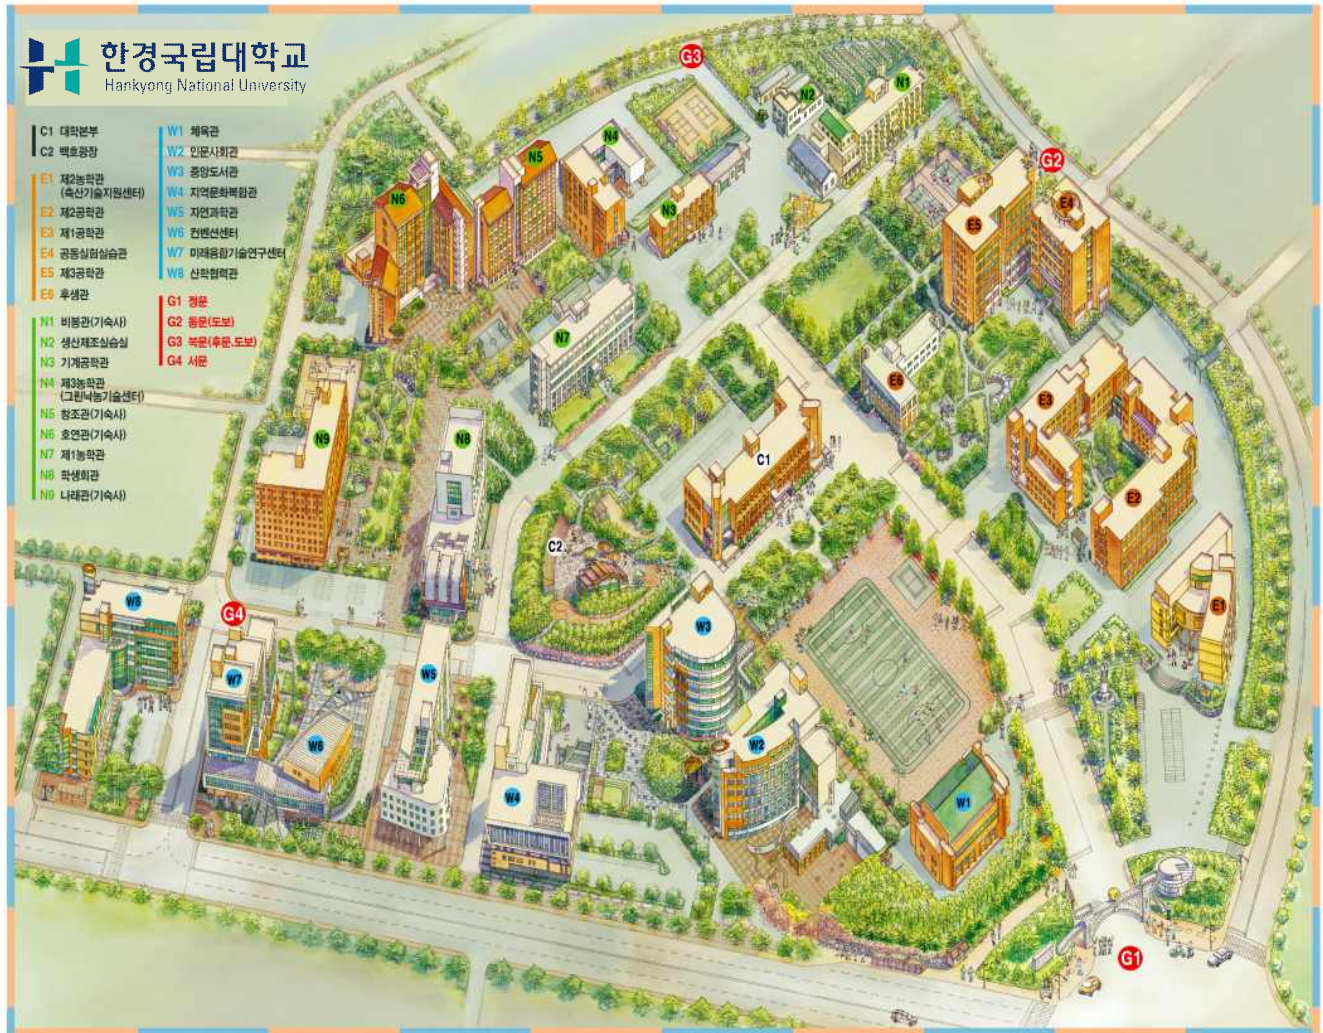 한경국립대학교
Hankyong National University
C1 대학본부
C2 백호광장
E1 제2농학관
(축산기술지원센터)
E2 제2공학관
E3 제1공학관
E4 공동실험실습관
E5 제3공학관
E6 후생관
N1 비봉관(기숙사)
N2 생산제조실습실
N3 기계공학관
N4 제3농학관
(그린낙농기술센터)
N5 창조관(기숙사)
N6 호연관(기숙사)
N7 제1농학관
N8 학생회관
N9 나래관(기숙사)
W1 체육관
W2 인문사회관
W3 중앙도서관
W4 지역문화복합관
W5 자연과학관
W6 컨벤션센터
W7 미래융합기술연구센터
W8 산학협력관
G1 정문
G2 동문(도보)
G3 북문(후문.도보)
G4 서문
G3
N1
N2
N4
N5
G2
N6
N3
E4
E5
N7
E6
E3
N9
N8
C1
E2
C2
W8
G4
E1
W3
W5
W7
W6
W2
W4
W1
G1